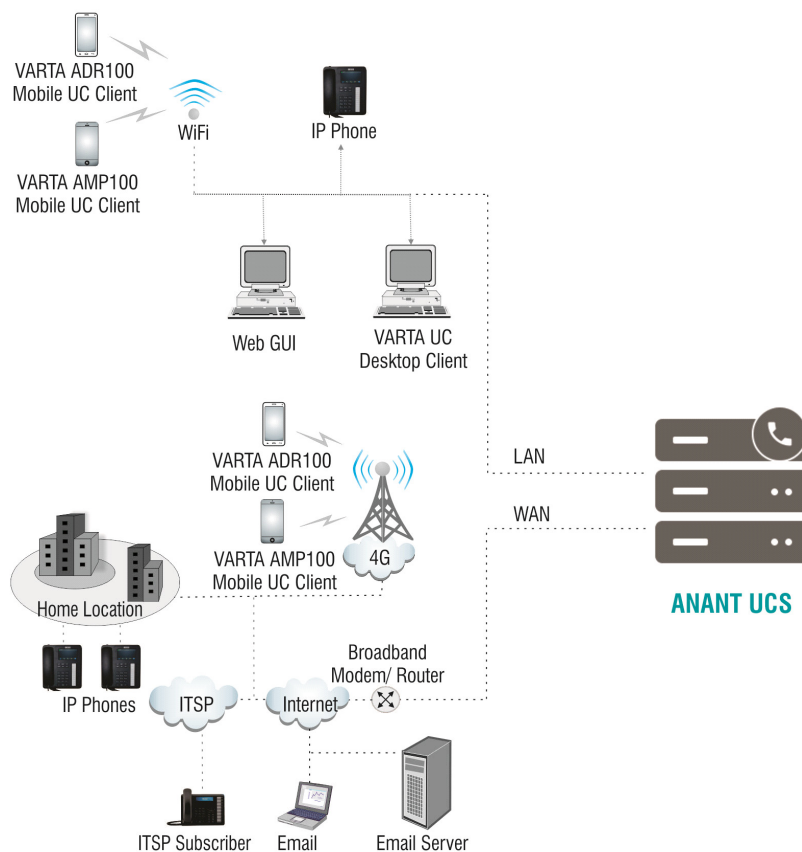 VARTA ADR100
Mobile UC Client
WiFi
IP Phone
VARTA AMP100
Mobile UC Client
Web GUI
VARTA UC
Desktop Client
VARTA ADR100
Mobile UC Client
LAN
WAN
VARTA AMP100
Mobile UC Client
4G
ANANT UCS
Home Location
Broadband
Modem/ Router
IP Phones
ITSP
Internet
ITSP Subscriber
Email
Email Server